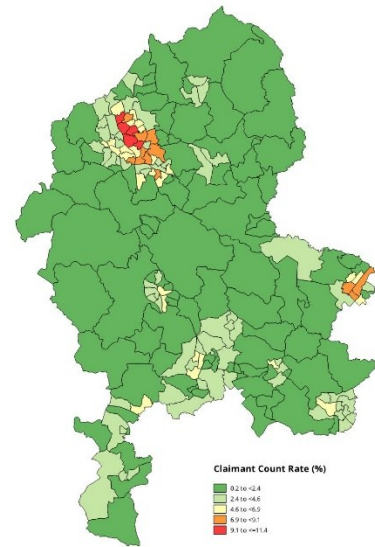 Claimant Count Rate (%)
0.2 to <2.4
2.4 to <4.6
4.6 to <6.9
6.9 to <9.1
9.1 to <=11.4